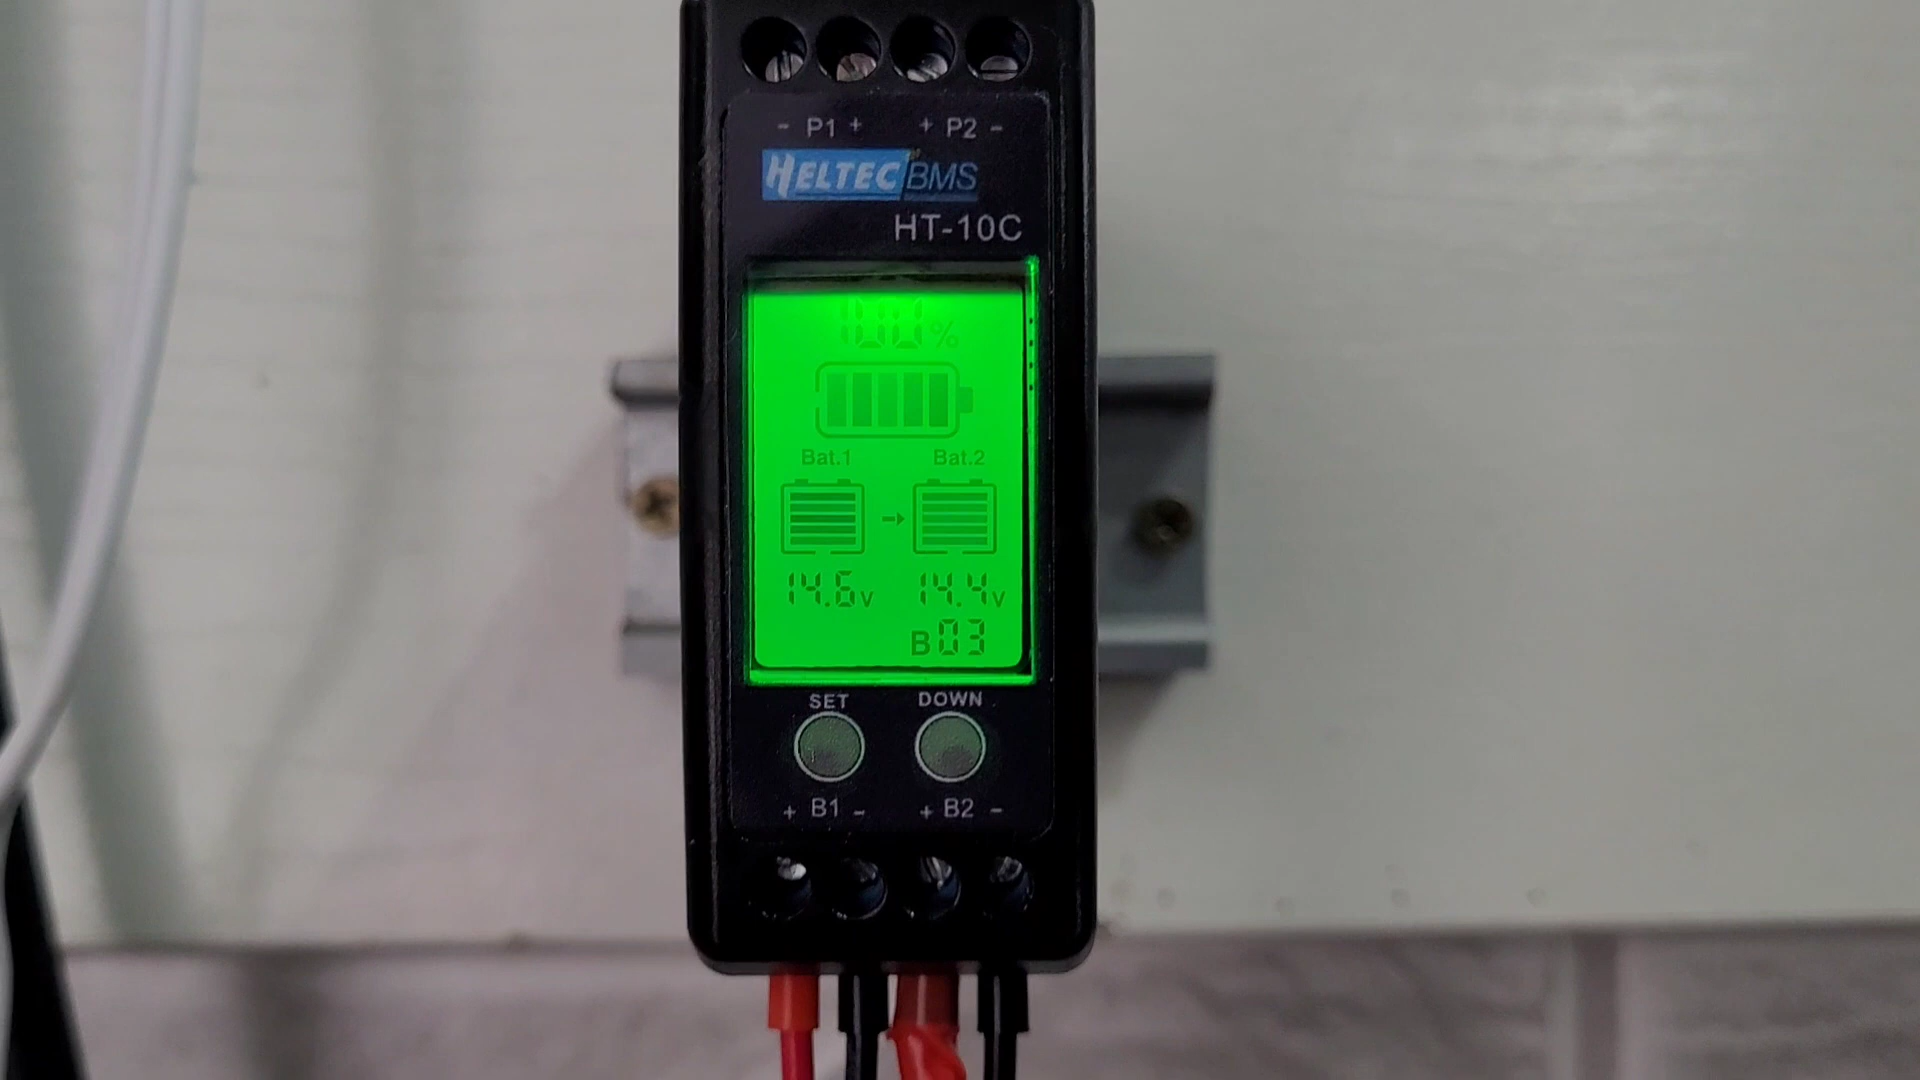 - P1 + + P2 -
HELTEC BMS
HT-10C
100%
Bat.1 Bat.2
14.6v 14.4v
B03
SET DOWN
+ B1 - + B2 -